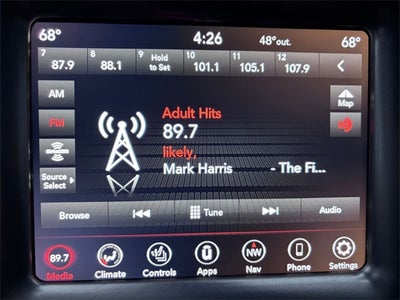 68° 4:26 48°out. 68°
7 8 9 10 11 12
87.9 88.1 Hold to Set 101.1 105.1 107.9
AM
Map
FM
Adult Hits
89.7
likely,
Mark Harris - The Fi...
Source Select
Browse Tune Audio
89.7 NW
Media Climate Controls Apps Nav Phone Settings